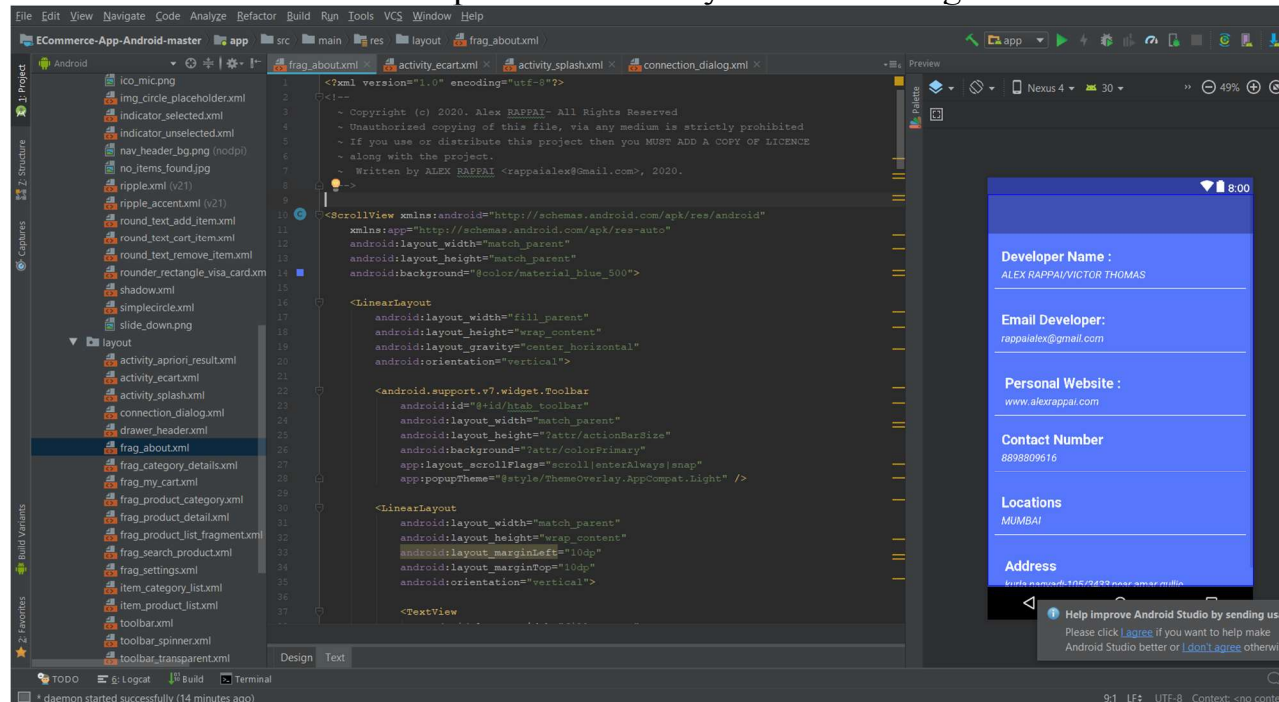 File Edit View Navigate Code Analyze Refactor Build Run Tools VCS Window Help
ECommerce-App-Android-master app src main res layout frag_about.xml
app
Android
frag_about.xml activity_ecart.xml activity_splash.xml connection_dialog.xml
Preview
1: Project
Z: Structure
Captures
Build Variants
2: Favorites
ico_mic.png
img_circle_placeholder.xml
indicator_selected.xml
indicator_unselected.xml
nav_header_bg.png (nodpi)
no_items_found.jpg
ripple.xml (v21)
ripple_accent.xml (v21)
round_text_add_item.xml
round_text_cart_item.xml
round_text_remove_item.xml
rounder_rectangle_visa_card.xm
shadow.xml
simplecircle.xml
slide_down.png
layout
activity_apriori_result.xml
activity_ecart.xml
activity_splash.xml
connection_dialog.xml
drawer_header.xml
frag_about.xml
frag_category_details.xml
frag_my_cart.xml
frag_product_category.xml
frag_product_detail.xml
frag_product_list_fragment.xml
frag_search_product.xml
frag_settings.xml
item_category_list.xml
item_product_list.xml
toolbar.xml
toolbar_spinner.xml
toolbar_transparent.xml
1 <?xml version="1.0" encoding="utf-8"?>
2 <!--
3 ~ Copyright (c) 2020. Alex RAPPAI- All Rights Reserved
4 ~ Unauthorized copying of this file, via any medium is strictly prohibited
5 ~ If you use or distribute this project then you MUST ADD A COPY OF LICENCE
6 ~ along with the project.
7 ~ Written by ALEX RAPPAI <rappaialex@Gmail.com>, 2020.
8 -->
9
10 <ScrollView xmlns:android="http://schemas.android.com/apk/res/android"
11 xmlns:app="http://schemas.android.com/apk/res-auto"
12 android:layout_width="match_parent"
13 android:layout_height="match_parent"
14 android:background="@color/material_blue_500">
15
16 <LinearLayout
17 android:layout_width="fill_parent"
18 android:layout_height="wrap_content"
19 android:layout_gravity="center_horizontal"
20 android:orientation="vertical">
21
22 <android.support.v7.widget.Toolbar
23 android:id="@+id/htab_toolbar"
24 android:layout_width="match_parent"
25 android:layout_height="?attr/actionBarSize"
26 android:background="?attr/colorPrimary"
27 app:layout_scrollFlags="scroll|enterAlways|snap"
28 app:popupTheme="@style/ThemeOverlay.AppCompat.Light" />
29
30 <LinearLayout
31 android:layout_width="match_parent"
32 android:layout_height="wrap_content"
33 android:layout_marginLeft="10dp"
34 android:layout_marginTop="10dp"
35 android:orientation="vertical">
36
37 <TextView
Design Text
Palette
Nexus 4 30 49%
8:00
Developer Name :
ALEX RAPPAI/VICTOR THOMAS
Email Developer:
rappaialex@gmail.com
Personal Website :
www.alexrappai.com
Contact Number
8898809616
Locations
MUMBAI
Address
Help improve Android Studio by sending us
Please click I agree if you want to help make
Android Studio better or I don't agree otherwi
TODO 6: Logcat Build Terminal
* daemon started successfully (14 minutes ago)
9:1 LF UTF-8 Context: <no conte